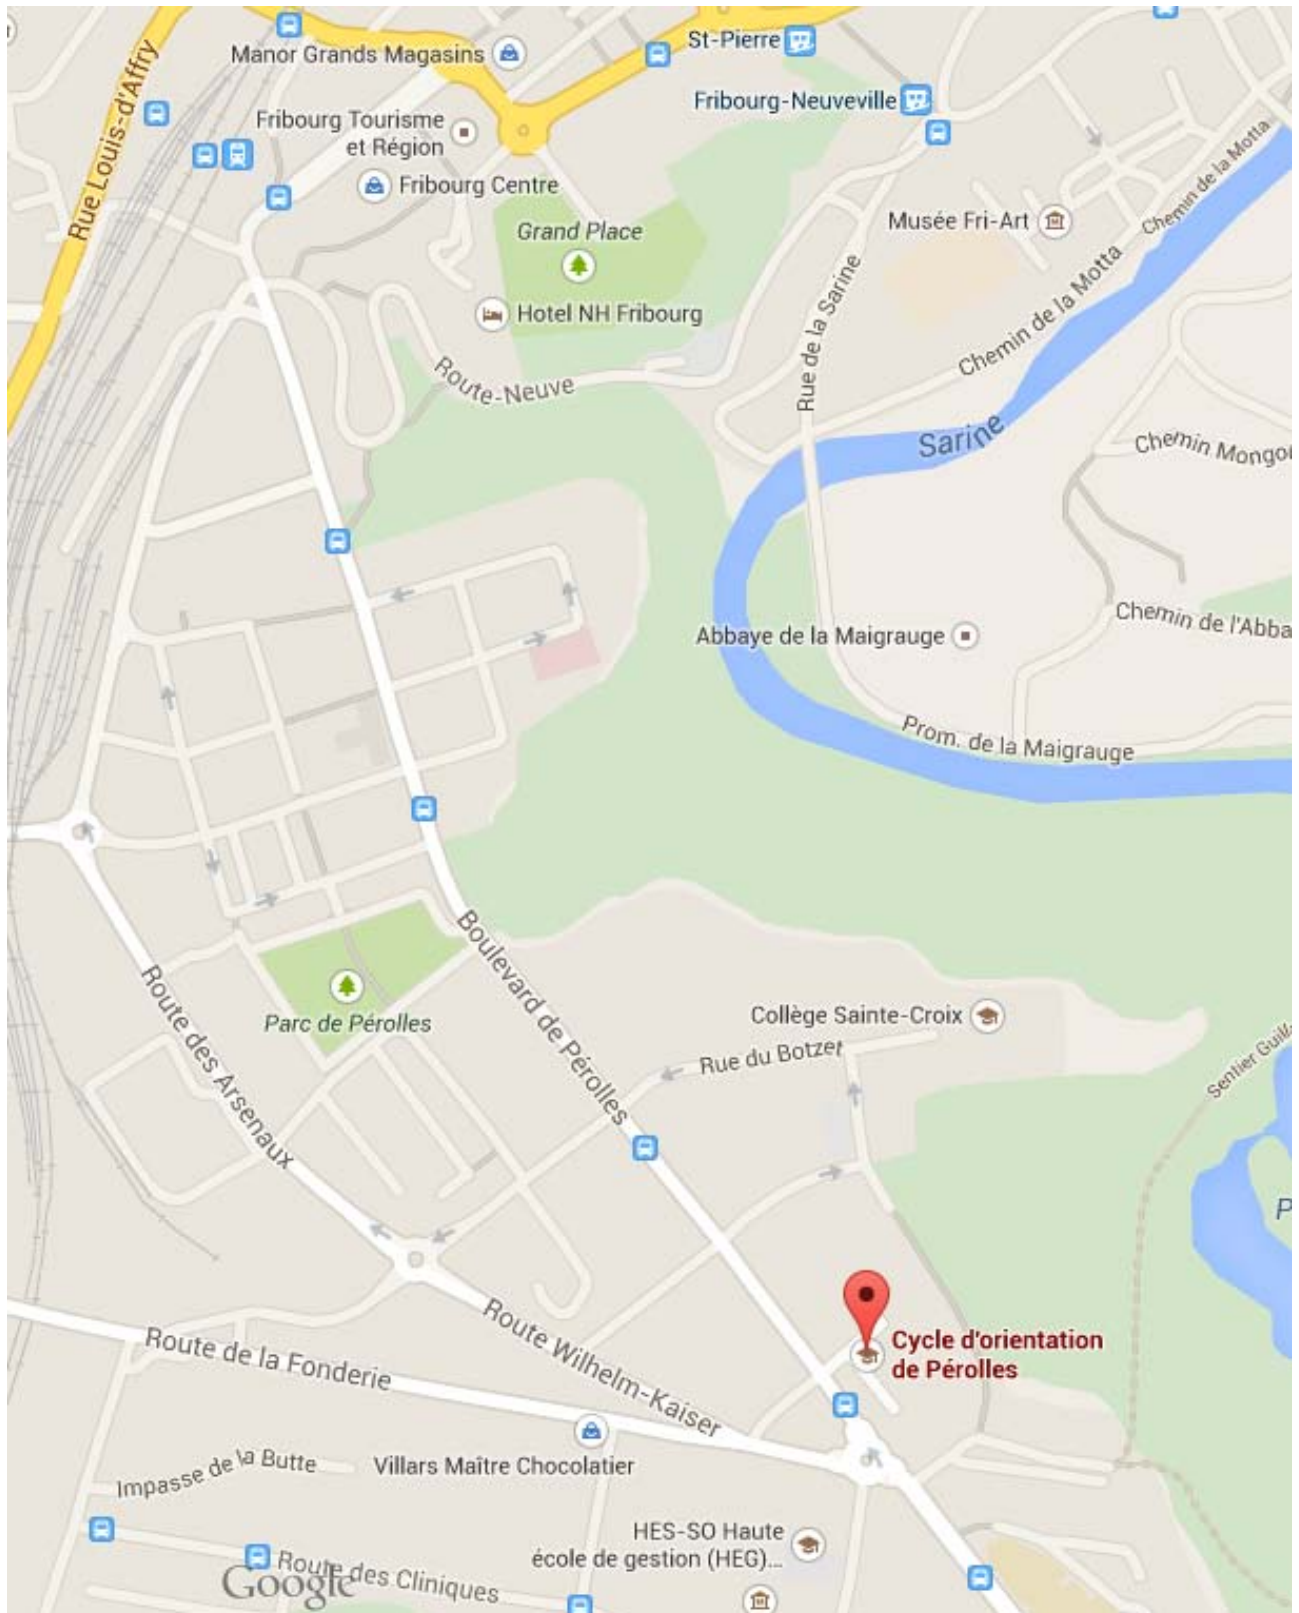 St-Pierre
Manor Grands Magasins
Rue Louis-d'Affry
Fribourg-Neuveville
Fribourg Tourisme
et Région
Fribourg Centre
Chemin de la Motta
Musée Fri-Art
Grand Place
Hotel NH Fribourg
Rue de la Sarine
Chemin de la Motta
Route-Neuve
Sarine
Chemin Mongo
Chemin de l'Abba
Abbaye de la Maigrauge
Prom. de la Maigrauge
Boulevard de Pérolles
Route des Arsenaux
Parc de Pérolles
Collège Sainte-Croix
Rue du Botzet
Sentier Guill
P
Route Wilhelm-Kaiser
Cycle d'orientation
de Pérolles
Route de la Fonderie
Villars Maître Chocolatier
Impasse de la Butte
HES-SO Haute
école de gestion (HEG)...
Route des Cliniques
Google